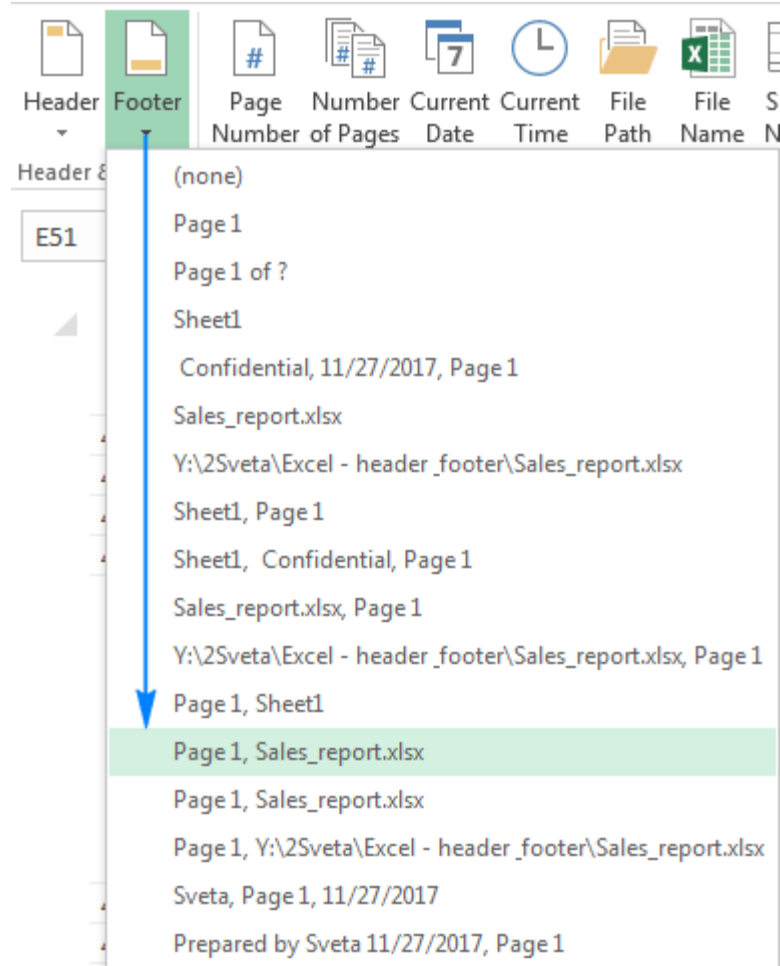 Header Footer Page Number Current Current File File S
Number of Pages Date Time Path Name N
Header &
E51
(none)
Page 1
Page 1 of ?
Sheet1
Confidential, 11/27/2017, Page 1
Sales_report.xlsx
Y:\2Sveta\Excel - header_footer\Sales_report.xlsx
Sheet1, Page 1
Sheet1,  Confidential, Page 1
Sales_report.xlsx, Page 1
Y:\2Sveta\Excel - header_footer\Sales_report.xlsx, Page 1
Page 1, Sheet1
Page 1, Sales_report.xlsx
Page 1, Sales_report.xlsx
Page 1, Y:\2Sveta\Excel - header_footer\Sales_report.xlsx
Sveta, Page 1, 11/27/2017
Prepared by Sveta 11/27/2017, Page 1